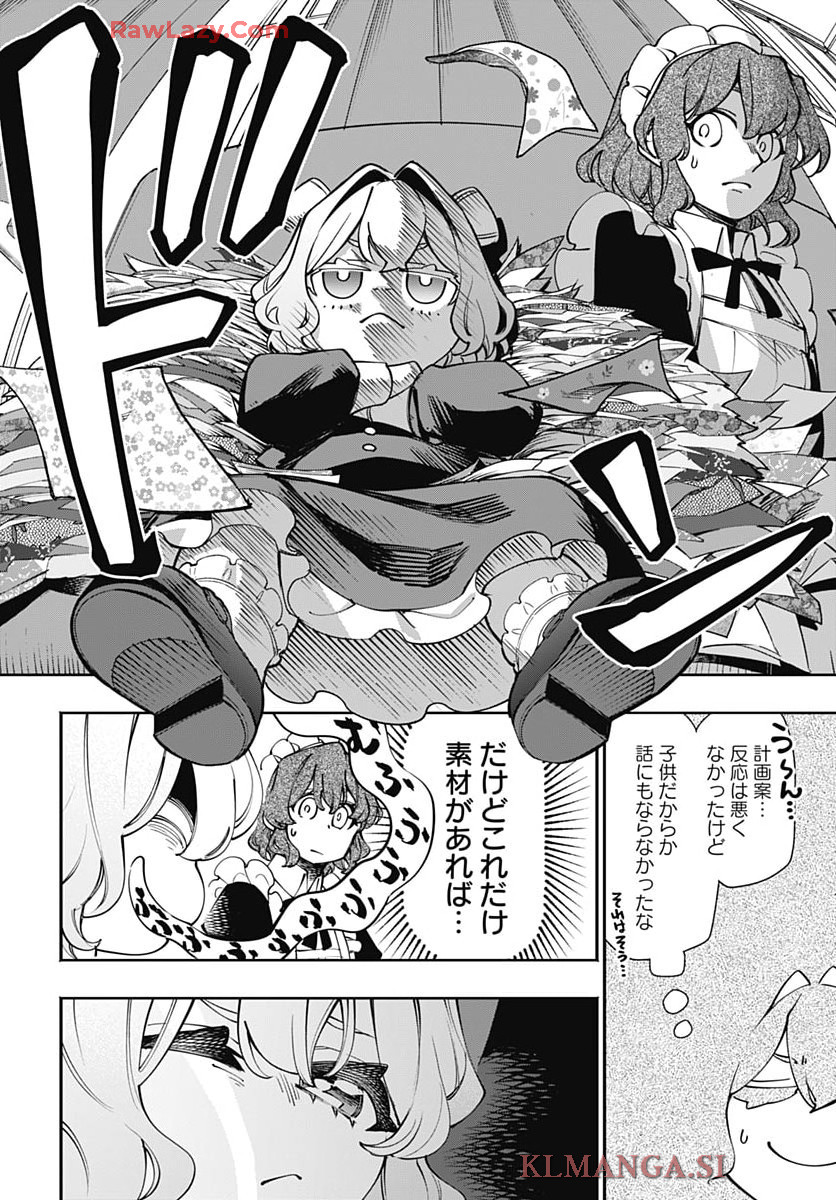 RawLazy.Com
ドドン
う〜ん…
計画案…
反応は悪く
なかったけど
子供だからか
話にもならなかったな
それはそう…
だけどこれだけ
素材があれば…
むふうううふふふふふふ
KLMANGA.SI